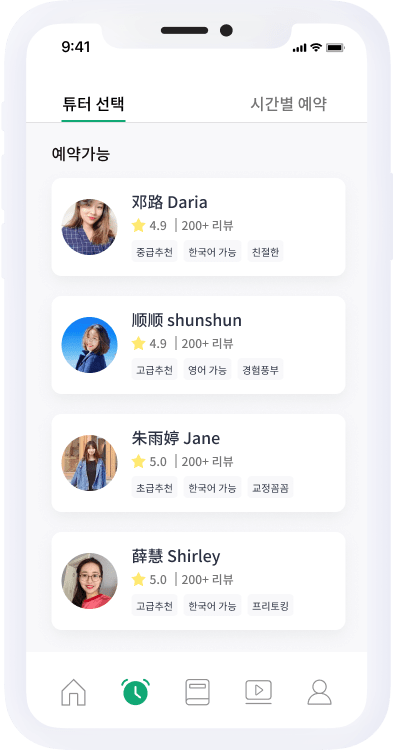 9:41
튜터 선택 시간별 예약
예약가능
邓路 Daria
4.9 | 200+ 리뷰
중급추천 한국어 가능 친절한
顺顺 shunshun
4.9 | 200+ 리뷰
고급추천 영어 가능 경험풍부
朱雨婷 Jane
5.0 | 200+ 리뷰
초급추천 한국어 가능 교정꼼꼼
薛慧 Shirley
5.0 | 200+ 리뷰
고급추천 한국어 가능 프리토킹